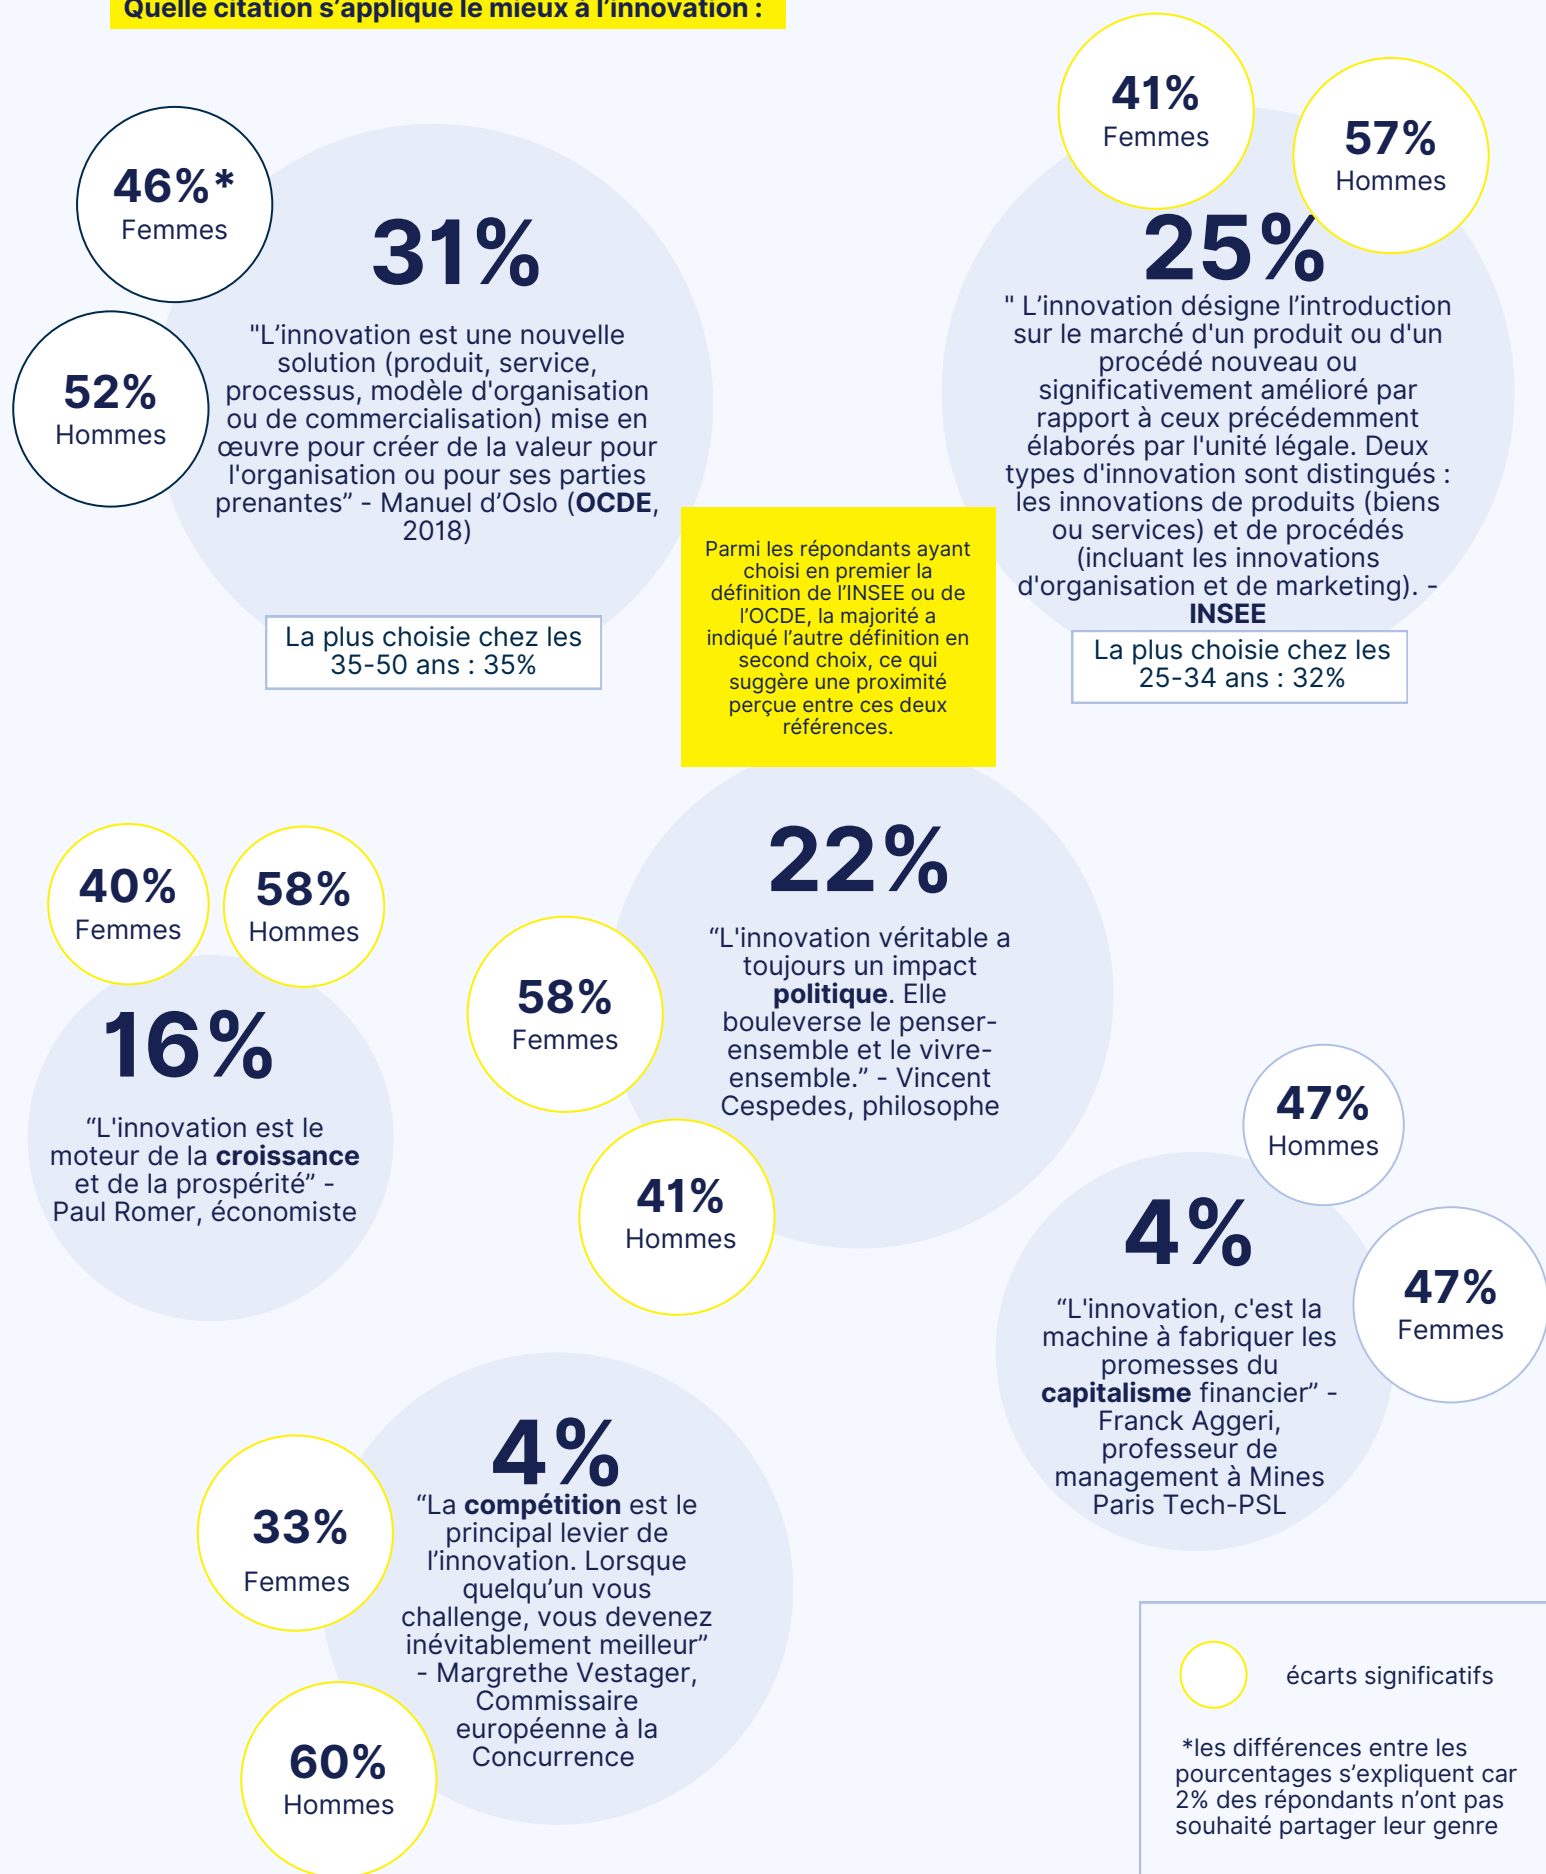 Quelle citation s’applique le mieux à l’innovation :
46%*
Femmes
52%
Hommes
31%
"L’innovation est une nouvelle
solution (produit, service,
processus, modèle d'organisation
ou de commercialisation) mise en
œuvre pour créer de la valeur pour
l'organisation ou pour ses parties
prenantes” - Manuel d’Oslo (OCDE,
2018)
La plus choisie chez les
35-50 ans : 35%
41%
Femmes
57%
Hommes
25%
" L’innovation désigne l’introduction
sur le marché d'un produit ou d'un
procédé nouveau ou
significativement amélioré par
rapport à ceux précédemment
élaborés par l'unité légale. Deux
types d'innovation sont distingués :
les innovations de produits (biens
ou services) et de procédés
(incluant les innovations
d'organisation et de marketing). -
INSEE
La plus choisie chez les
25-34 ans : 32%
Parmi les répondants ayant
choisi en premier la
définition de l’INSEE ou de
l’OCDE, la majorité a
indiqué l’autre définition en
second choix, ce qui
suggère une proximité
perçue entre ces deux
références.
40%
Femmes
58%
Hommes
16%
“L'innovation est le
moteur de la croissance
et de la prospérité” -
Paul Romer, économiste
22%
“L'innovation véritable a
toujours un impact
politique. Elle
bouleverse le penser-
ensemble et le vivre-
ensemble.” - Vincent
Cespedes, philosophe
58%
Femmes
41%
Hommes
47%
Hommes
47%
Femmes
4%
“L'innovation, c'est la
machine à fabriquer les
promesses du
capitalisme financier” -
Franck Aggeri,
professeur de
management à Mines
Paris Tech-PSL
33%
Femmes
60%
Hommes
4%
“La compétition est le
principal levier de
l’innovation. Lorsque
quelqu’un vous
challenge, vous devenez
inévitablement meilleur”
- Margrethe Vestager,
Commissaire
européenne à la
Concurrence
écarts significatifs
*les différences entre les
pourcentages s’expliquent car
2% des répondants n’ont pas
souhaité partager leur genre